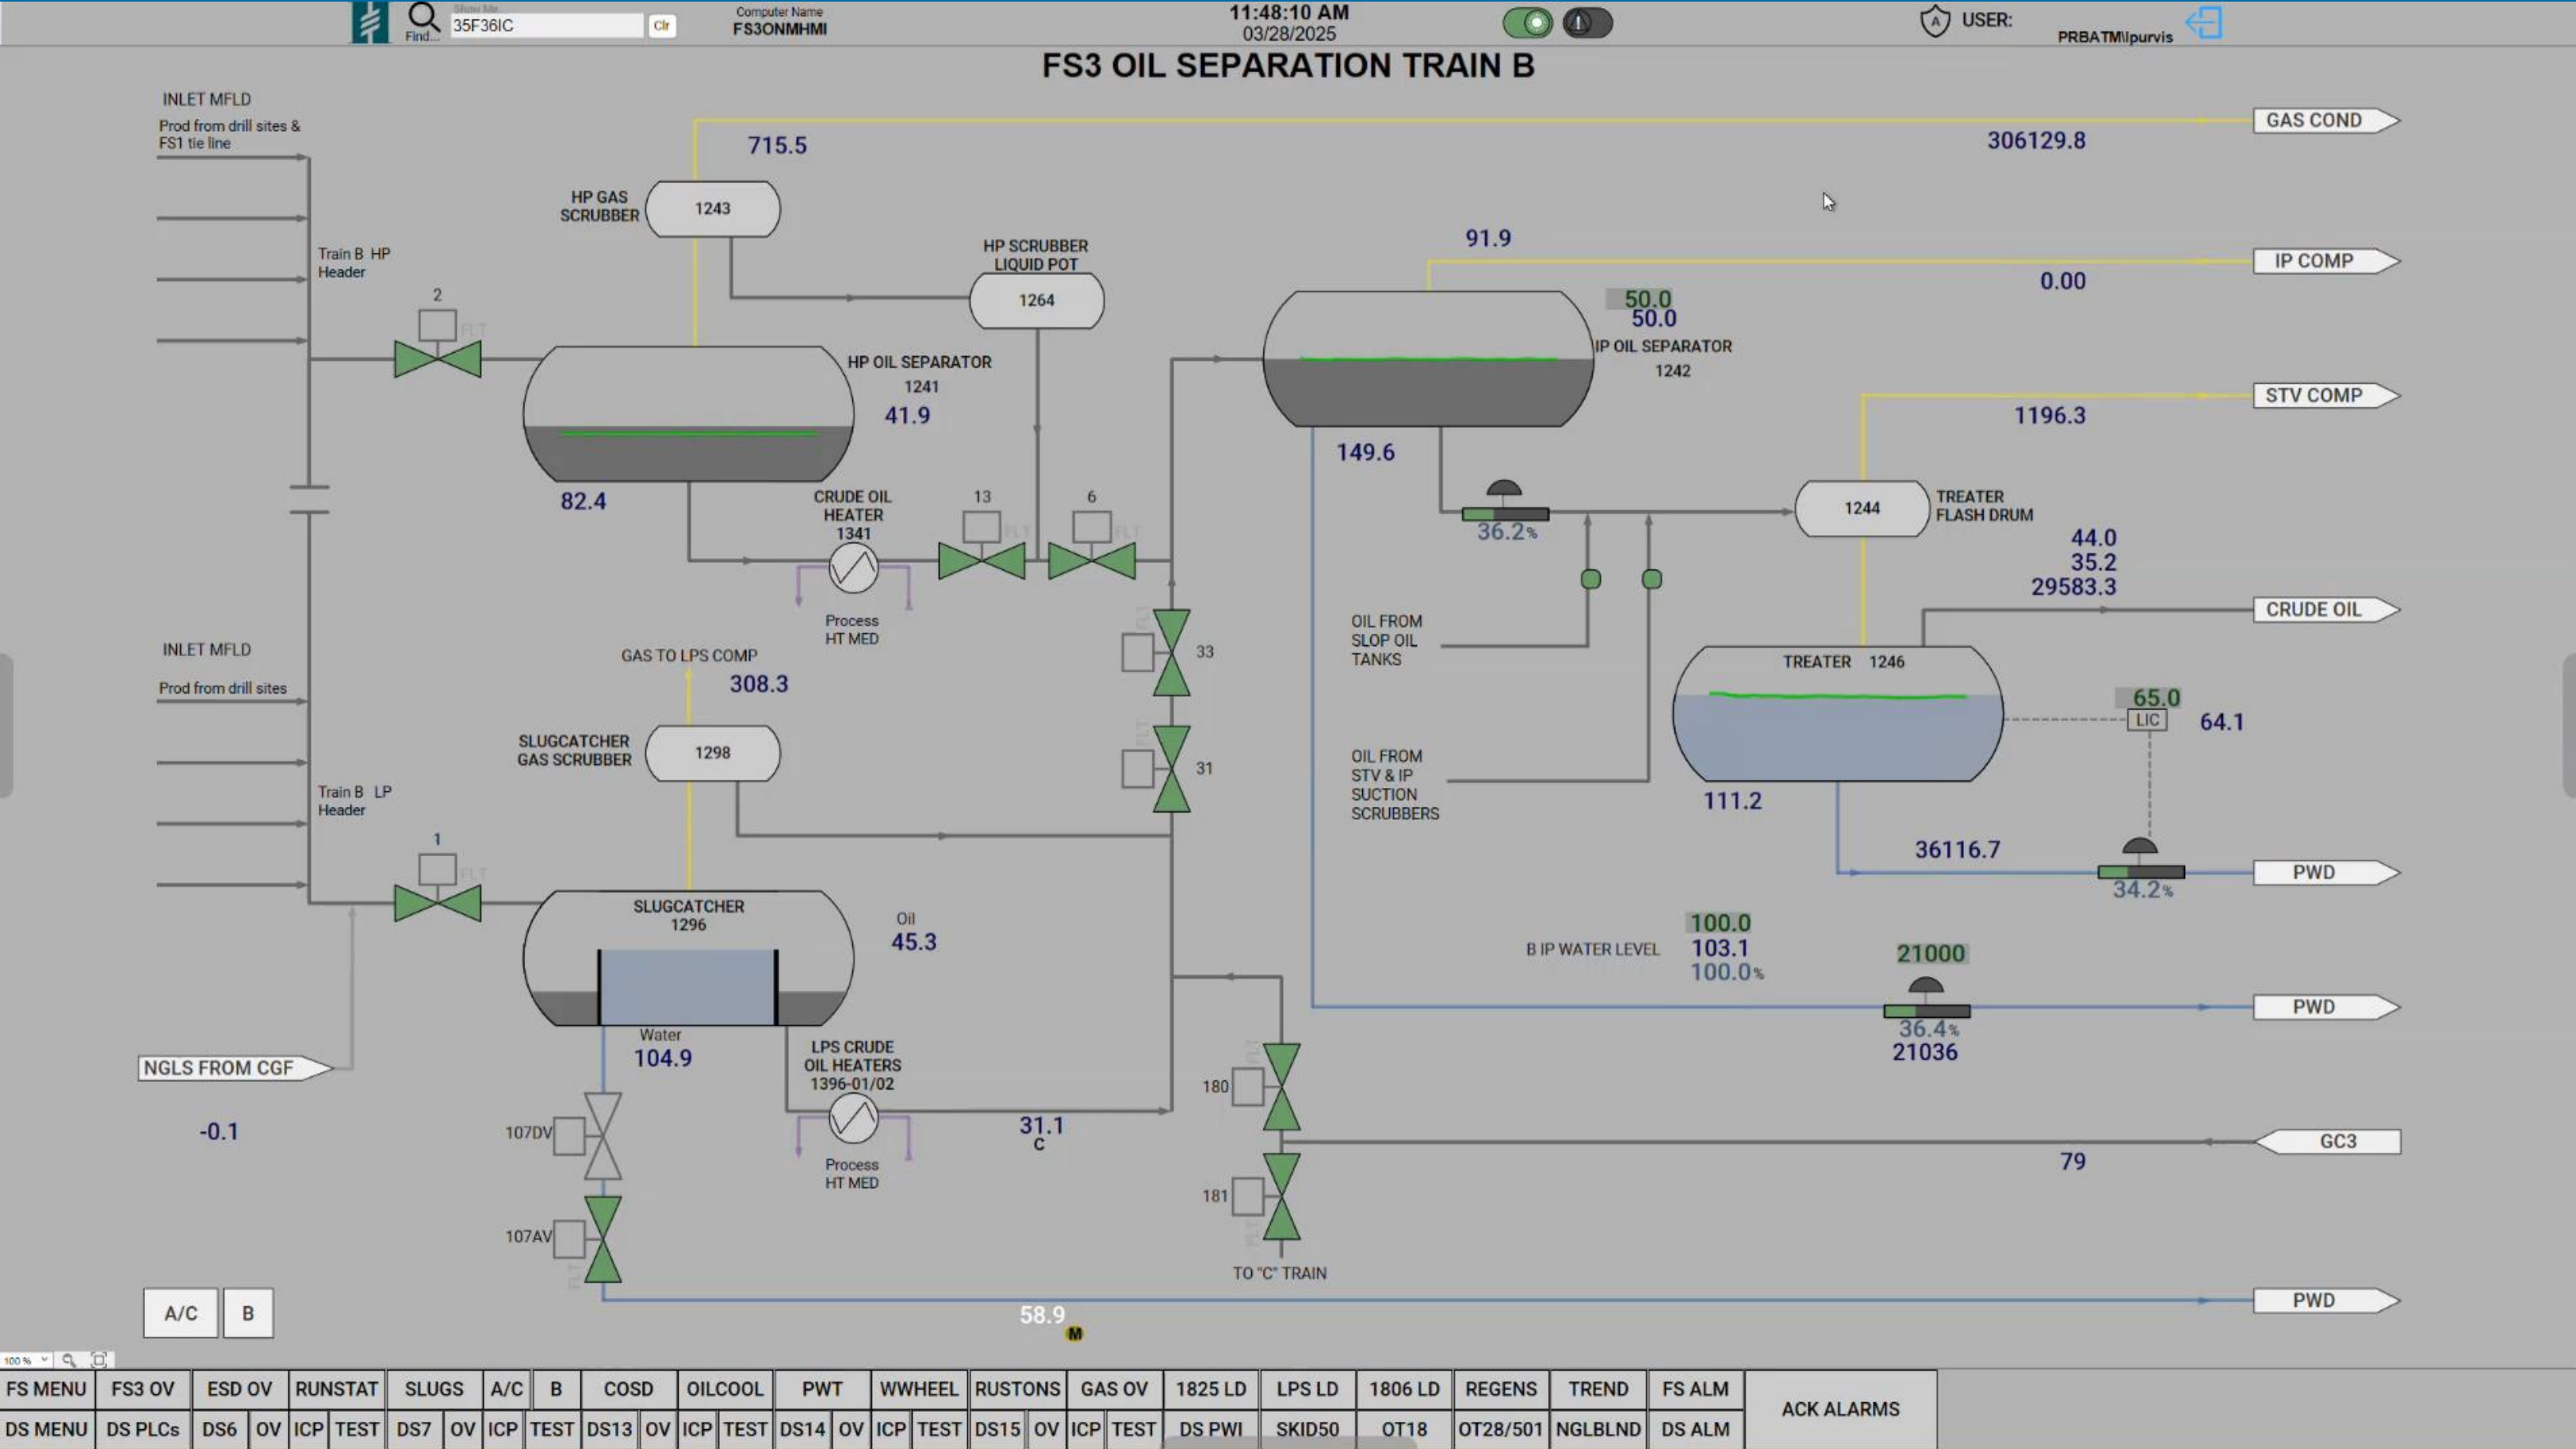 Show Me...
Find...
35F36IC
Clr
Computer Name
FS3ONMHMI
11:48:10 AM
03/28/2025
A
USER:
PRBATM\lpurvis
FS3 OIL SEPARATION TRAIN B
INLET MFLD
Prod from drill sites &
FS1 tie line
715.5
306129.8
GAS COND
HP GAS
SCRUBBER
1243
Train B HP
Header
HP SCRUBBER
LIQUID POT
1264
91.9
0.00
IP COMP
2
FLT
50.0
50.0
IP OIL SEPARATOR
1242
HP OIL SEPARATOR
1241
41.9
82.4
149.6
1196.3
STV COMP
CRUDE OIL
HEATER
1341
13
FLT
6
FLT
36.2%
1244
TREATER
FLASH DRUM
44.0
35.2
29583.3
CRUDE OIL
Process
HT MED
OIL FROM
SLOP OIL
TANKS
INLET MFLD
Prod from drill sites
GAS TO LPS COMP
308.3
FLT
33
TREATER 1246
65.0
LIC
64.1
SLUGCATCHER
GAS SCRUBBER
1298
FLT
31
OIL FROM
STV & IP
SUCTION
SCRUBBERS
111.2
Train B LP
Header
1
FLT
36116.7
34.2%
PWD
SLUGCATCHER
1296
Oil
45.3
B IP WATER LEVEL
100.0
103.1
100.0%
21000
36.4%
21036
PWD
Water
104.9
LPS CRUDE
OIL HEATERS
1396-01/02
NGLS FROM CGF
-0.1
31.1
C
Process
HT MED
FLT
180
GC3
79
181
FLT
107DV
107AV
FLT
TO "C" TRAIN
58.9
M
PWD
A/C
B
100 %
FS MENU FS3 OV ESD OV RUNSTAT SLUGS A/C B COSD OILCOOL PWT WWHEEL RUSTONS GAS OV 1825 LD LPS LD 1806 LD REGENS TREND FS ALM
ACK ALARMS
DS MENU DS PLCs DS6 OV ICP TEST DS7 OV ICP TEST DS13 OV ICP TEST DS14 OV ICP TEST DS15 OV ICP TEST DS PWI SKID50 OT18 OT28/501 NGLBLND DS ALM